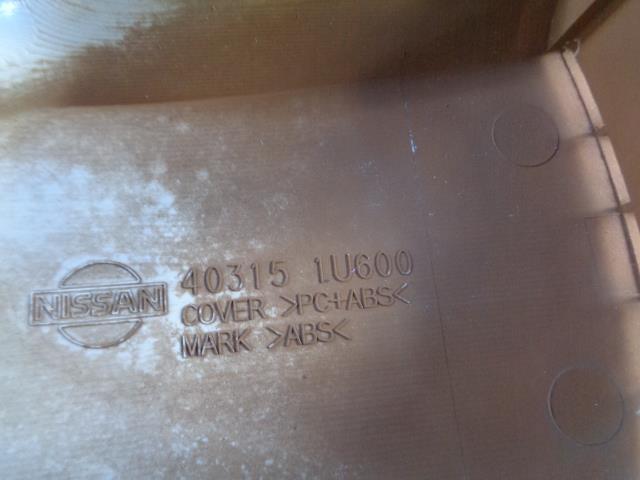 NISSAN
40315 1U600
COVER >PC+ABS<
MARK >ABS<